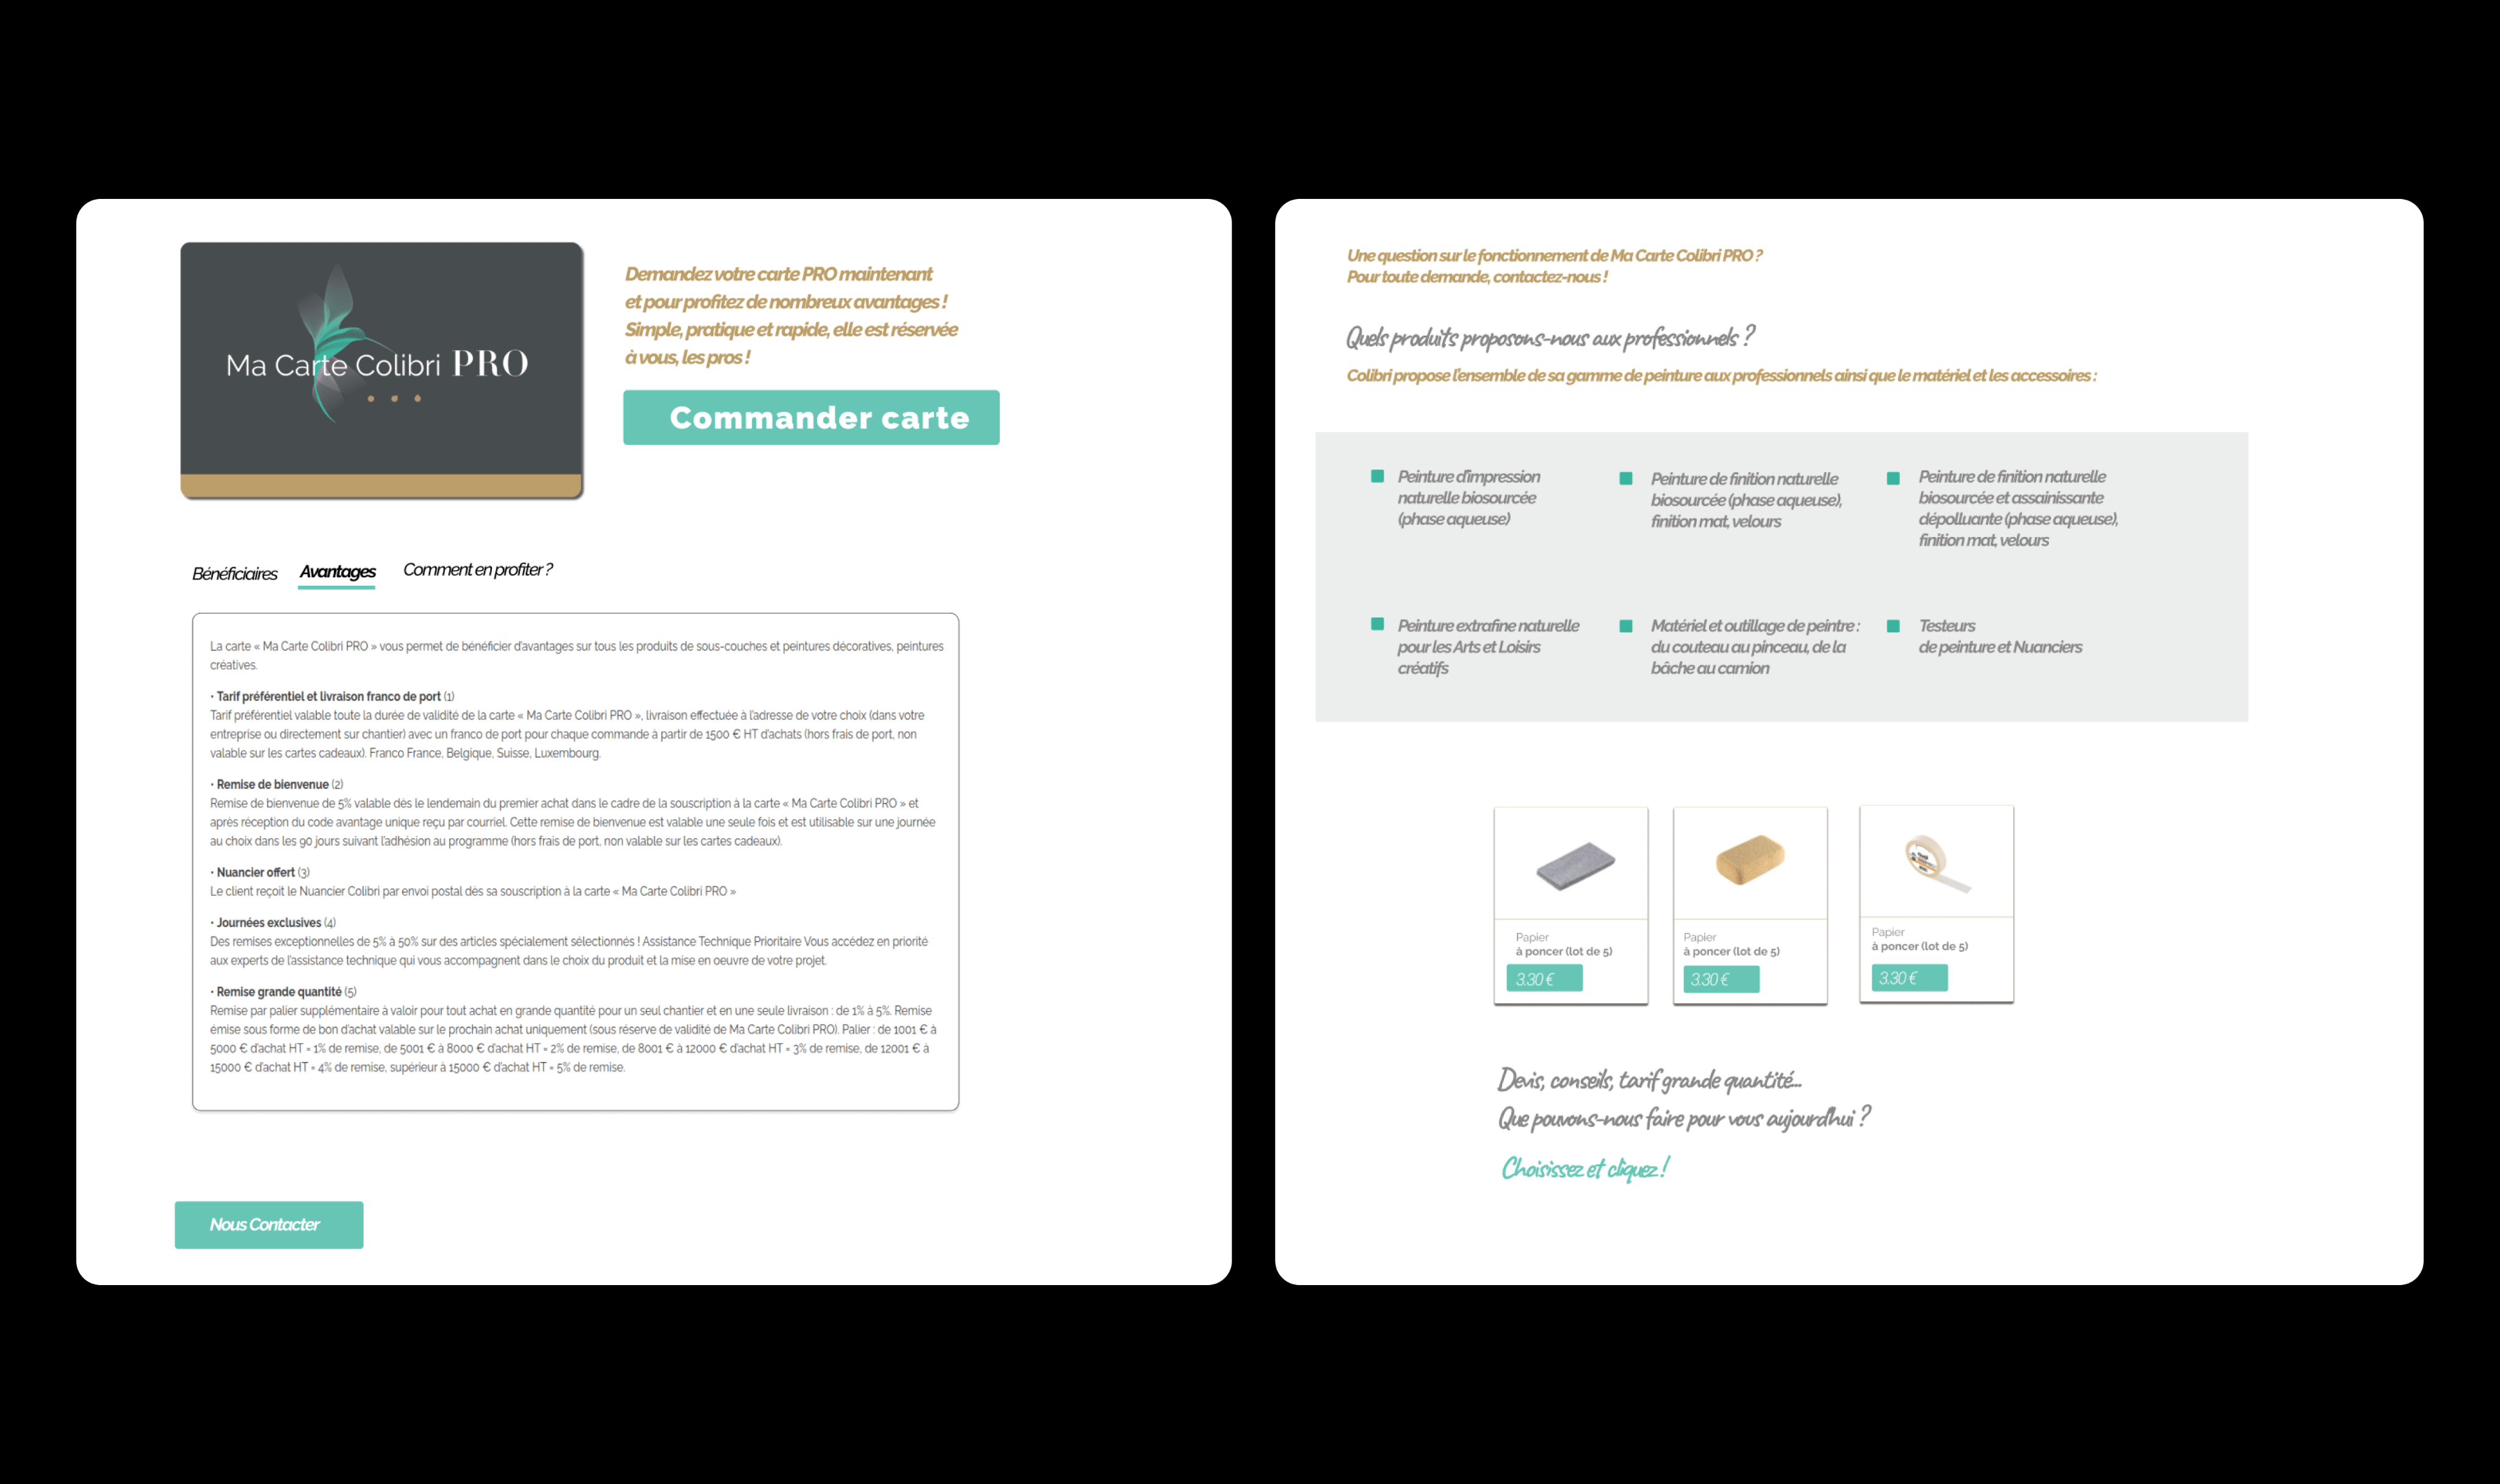 Ma Carte Colibri PRO
Demandez votre carte PRO maintenant
et pour profitez de nombreux avantages !
Simple, pratique et rapide, elle est réservée
à vous, les pros !
Commander carte
Bénéficiaires
Avantages
Comment en profiter ?
La carte « Ma Carte Colibri PRO » vous permet de bénéficier d'avantages sur tous les produits de sous-couches et peintures décoratives, peintures
créatives.
• Tarif préférentiel et livraison franco de port (1)
Tarif préférentiel valable toute la durée de validité de la carte « Ma Carte Colibri PRO », livraison effectuée à l'adresse de votre choix (dans votre
entreprise ou directement sur chantier) avec un franco de port pour chaque commande à partir de 1500 € HT d'achats (hors frais de port, non
valable sur les cartes cadeaux). Franco France, Belgique, Suisse, Luxembourg.
• Remise de bienvenue (2)
Remise de bienvenue de 5% valable dès le lendemain du premier achat dans le cadre de la souscription à la carte « Ma Carte Colibri PRO » et
après réception du code avantage unique reçu par courriel. Cette remise de bienvenue est valable une seule fois et est utilisable sur une journée
au choix dans les 90 jours suivant l'adhésion au programme (hors frais de port, non valable sur les cartes cadeaux).
• Nuancier offert (3)
Le client reçoit le Nuancier Colibri par envoi postal dès sa souscription à la carte « Ma Carte Colibri PRO »
• Journées exclusives (4)
Des remises exceptionnelles de 5% à 50% sur des articles spécialement sélectionnés ! Assistance Technique Prioritaire Vous accédez en priorité
aux experts de l'assistance technique qui vous accompagnent dans le choix du produit et la mise en oeuvre de votre projet.
• Remise grande quantité (5)
Remise par palier supplémentaire à valoir pour tout achat en grande quantité pour un seul chantier et en une seule livraison : de 1% à 5%. Remise
émise sous forme de bon d'achat valable sur le prochain achat uniquement (sous réserve de validité de Ma Carte Colibri PRO). Palier : de 1001 € à
5000 € d'achat HT = 1% de remise, de 5001 € à 8000 € d'achat HT = 2% de remise, de 8001 € à 12000 € d'achat HT = 3% de remise, de 12001 € à
15000 € d'achat HT = 4% de remise, supérieur à 15000 € d'achat HT = 5% de remise.
Nous Contacter
Une question sur le fonctionnement de Ma Carte Colibri PRO ?
Pour toute demande, contactez-nous !
Quels produits proposons-nous aux professionnels ?
Colibri propose l'ensemble de sa gamme de peinture aux professionnels ainsi que le matériel et les accessoires :
Peinture d'impression
naturelle biosourcée
(phase aqueuse)
Peinture de finition naturelle
biosourcée (phase aqueuse),
finition mat, velours
Peinture de finition naturelle
biosourcée et assainissante
dépolluante (phase aqueuse),
finition mat, velours
Peinture extrafine naturelle
pour les Arts et Loisirs
créatifs
Matériel et outillage de peintre :
du couteau au pinceau, de la
bâche au camion
Testeurs
de peinture et Nuanciers
Papier
à poncer (lot de 5)
3.30 €
Papier
à poncer (lot de 5)
3.30 €
Papier
à poncer (lot de 5)
3.30 €
Devis, conseils, tarif grande quantité...
Que pouvons-nous faire pour vous aujourd'hui ?
Choisissez et cliquez !